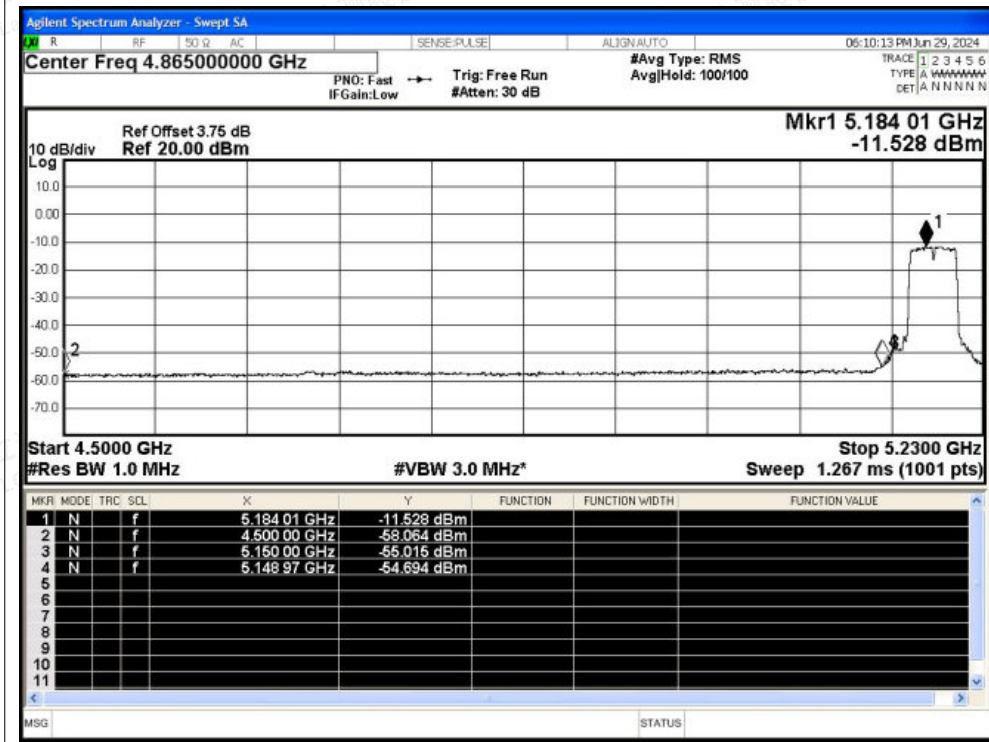 Agilent Spectrum Analyzer - Swept SA
LXI R RF 50 Ω AC SENSE:PULSE ALIGNAUTO 06:10:13 PM Jun 29, 2024
Center Freq 4.865000000 GHz #Avg Type: RMS TRACE 1 2 3 4 5 6
PNO: Fast Trig: Free Run Avg|Hold: 100/100 TYPE A WWWWW
IFGain:Low #Atten: 30 dB DET A N N N N N
Mkr1 5.184 01 GHz
Ref Offset 3.75 dB
10 dB/div Ref 20.00 dBm -11.528 dBm
Log
10.0
0.00
1
-10.0
-20.0
-30.0
-40.0
-50.0 2
-60.0
-70.0
Start 4.5000 GHz Stop 5.2300 GHz
#Res BW 1.0 MHz #VBW 3.0 MHz* Sweep 1.267 ms (1001 pts)
MKR MODE TRC SCL X Y FUNCTION FUNCTION WIDTH FUNCTION VALUE
1 N f 5.184 01 GHz -11.528 dBm
2 N f 4.500 00 GHz -58.064 dBm
3 N f 5.150 00 GHz -55.015 dBm
4 N f 5.148 97 GHz -54.694 dBm
5
6
7
8
9
10
11
MSG STATUS